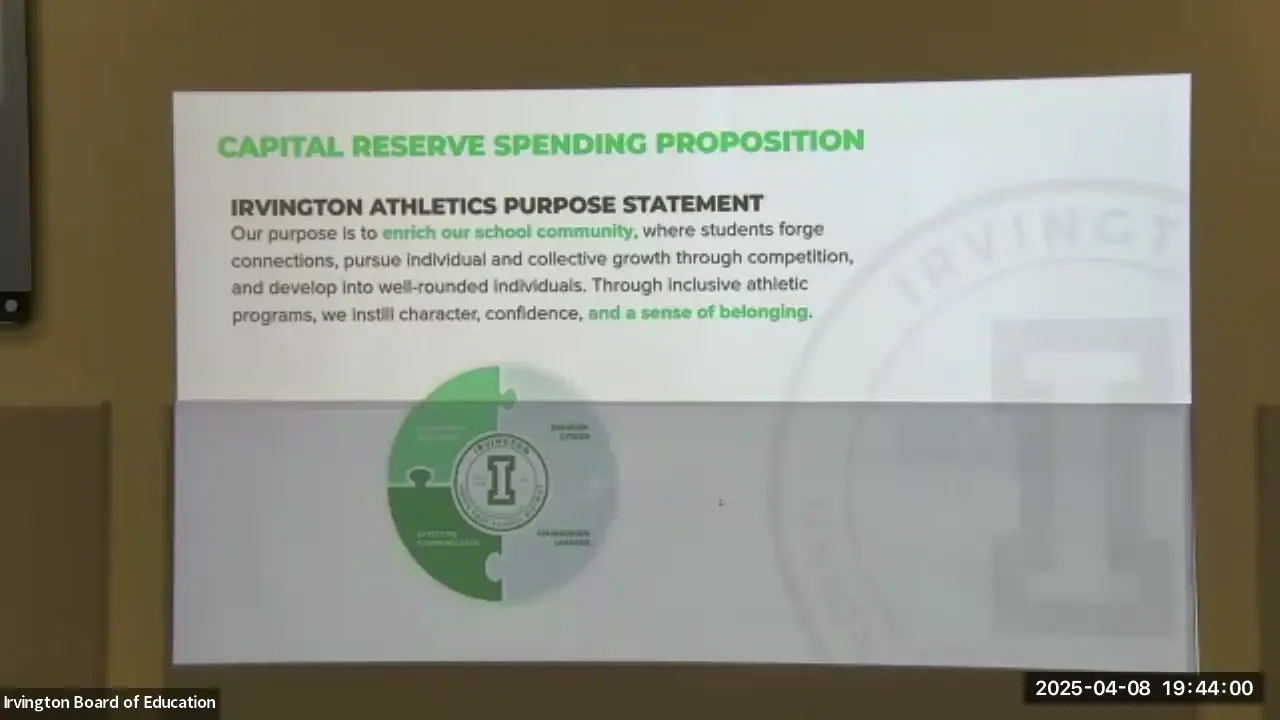 CAPITAL RESERVE SPENDING PROPOSITION
IRVINGTON ATHLETICS PURPOSE STATEMENT
Our purpose is to enrich our school community, where students forge
connections, pursue individual and collective growth through competition,
and develop into well-rounded individuals. Through inclusive athletic
programs, we instill character, confidence, and a sense of belonging.
IRVINGT
I
IRVINGTON
I
Irvington Board of Education
2025-04-08 19:44:00